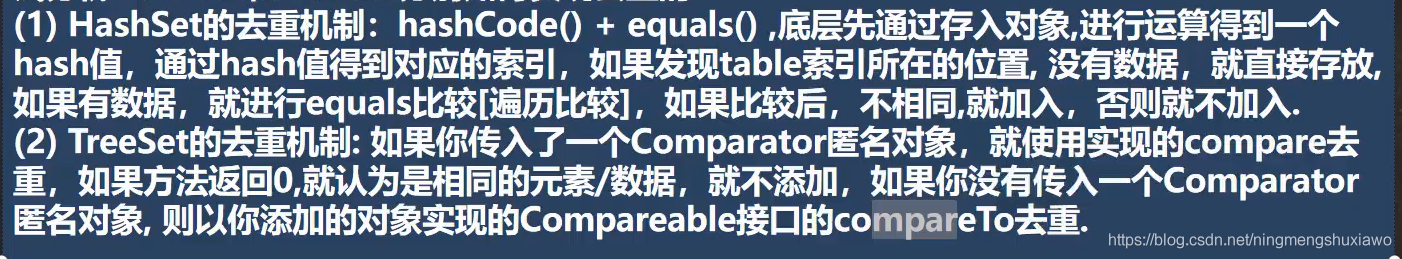 (1) HashSet的去重机制：hashCode() + equals() ,底层先通过存入对象,进行运算得到一个
hash值，通过hash值得到对应的索引，如果发现table索引所在的位置, 没有数据，就直接存放,
如果有数据，就进行equals比较[遍历比较]，如果比较后，不相同,就加入，否则就不加入.
(2) TreeSet的去重机制: 如果你传入了一个Comparator匿名对象，就使用实现的compare去
重，如果方法返回0,就认为是相同的元素/数据，就不添加，如果你没有传入一个Comparator
匿名对象, 则以你添加的对象实现的Compareable接口的compareTo去重.
https://blog.csdn.net/ningmengshuxiawo